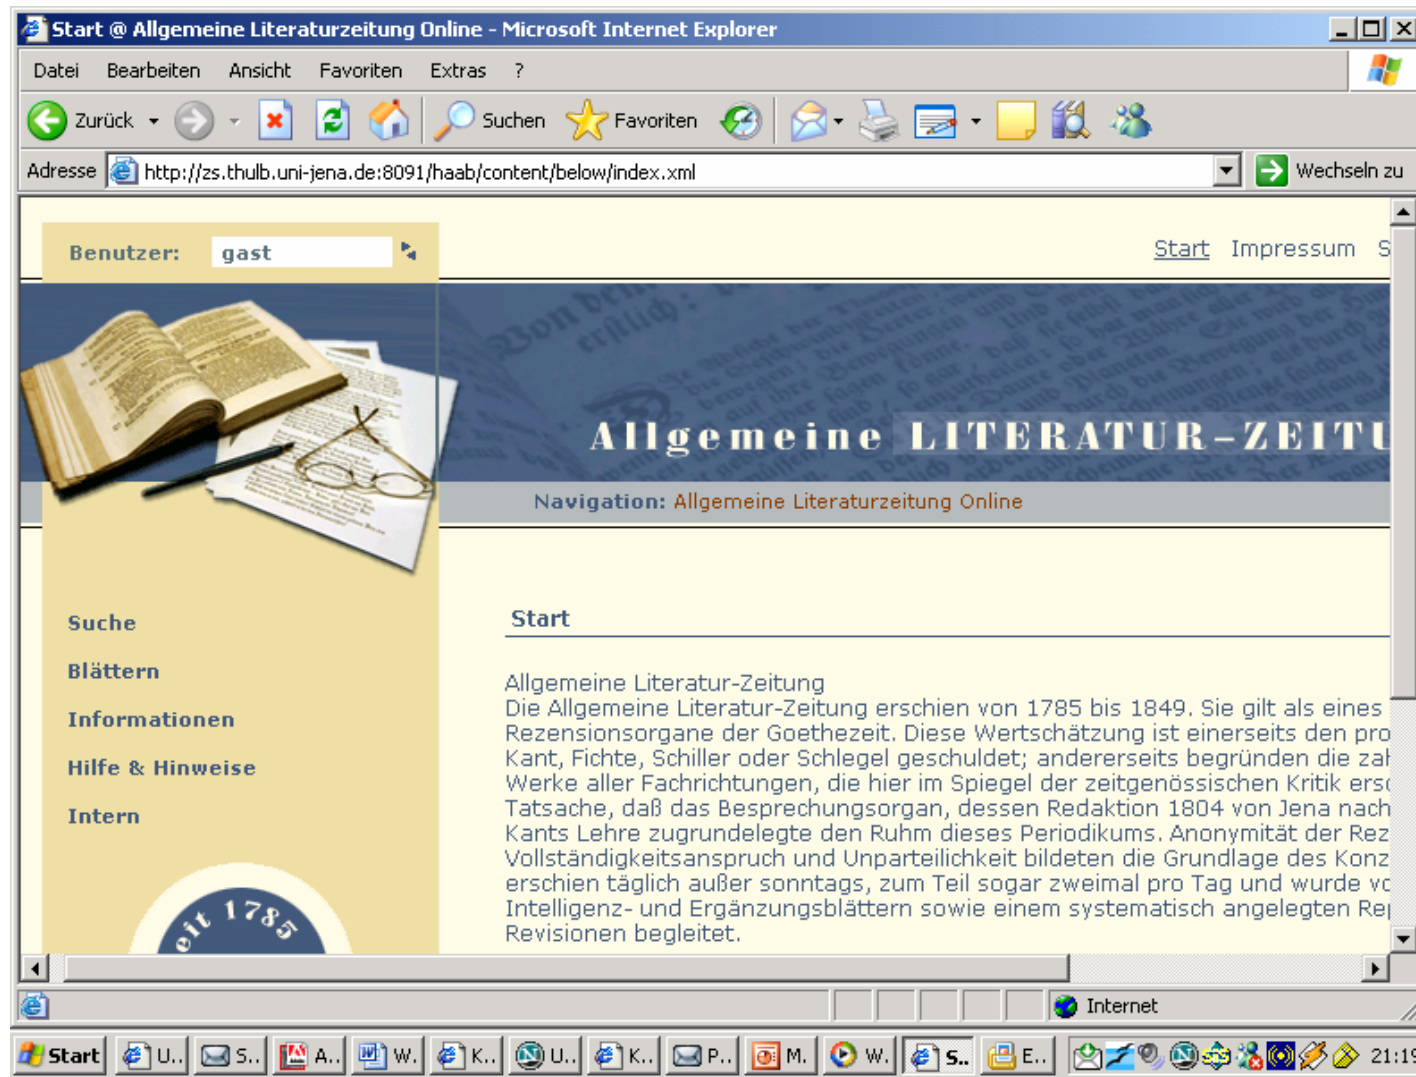 Start @ Allgemeine Literaturzeitung Online - Microsoft Internet Explorer
Datei Bearbeiten Ansicht Favoriten Extras ?
Zurück Suchen Favoriten
Adresse http://zs.thulb.uni-jena.de:8091/haab/content/below/index.xml Wechseln zu
Benutzer: gast Start Impressum S
Allgemeine LITERATUR-ZEITU
Navigation: Allgemeine Literaturzeitung Online
Suche
Blättern
Informationen
Hilfe & Hinweise
Intern
eit 1785
Start
Allgemeine Literatur-Zeitung
Die Allgemeine Literatur-Zeitung erschien von 1785 bis 1849. Sie gilt als eines
Rezensionsorgane der Goethezeit. Diese Wertschätzung ist einerseits den pro
Kant, Fichte, Schiller oder Schlegel geschuldet; andererseits begründen die zah
Werke aller Fachrichtungen, die hier im Spiegel der zeitgenössischen Kritik ersc
Tatsache, daß das Besprechungsorgan, dessen Redaktion 1804 von Jena nach
Kants Lehre zugrundelegte den Ruhm dieses Periodikums. Anonymität der Rez
Vollständigkeitsanspruch und Unparteilichkeit bildeten die Grundlage des Konz
erschien täglich außer sonntags, zum Teil sogar zweimal pro Tag und wurde vo
Intelligenz- und Ergänzungsblättern sowie einem systematisch angelegten Rep
Revisionen begleitet.
Internet
Start U.. S.. A.. W. K.. U.. K.. P.. M. W. S.. E.. 21:19